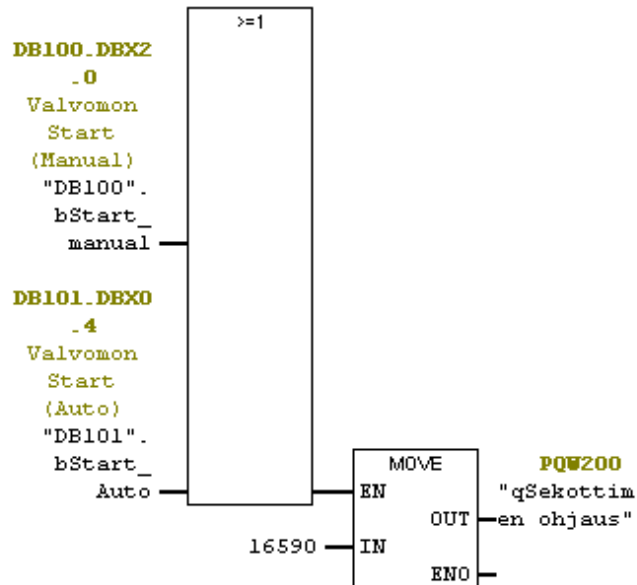 >=1
DB100.DBX2
.0
Valvomon
Start
(Manual)
"DB100".
bStart_
manual
DB101.DBX0
.4
Valvomon
Start
(Auto)
"DB101".
bStart_
Auto
MOVE
EN
OUT
16590
IN
ENO
PQW200
"qSekottim
en ohjaus"